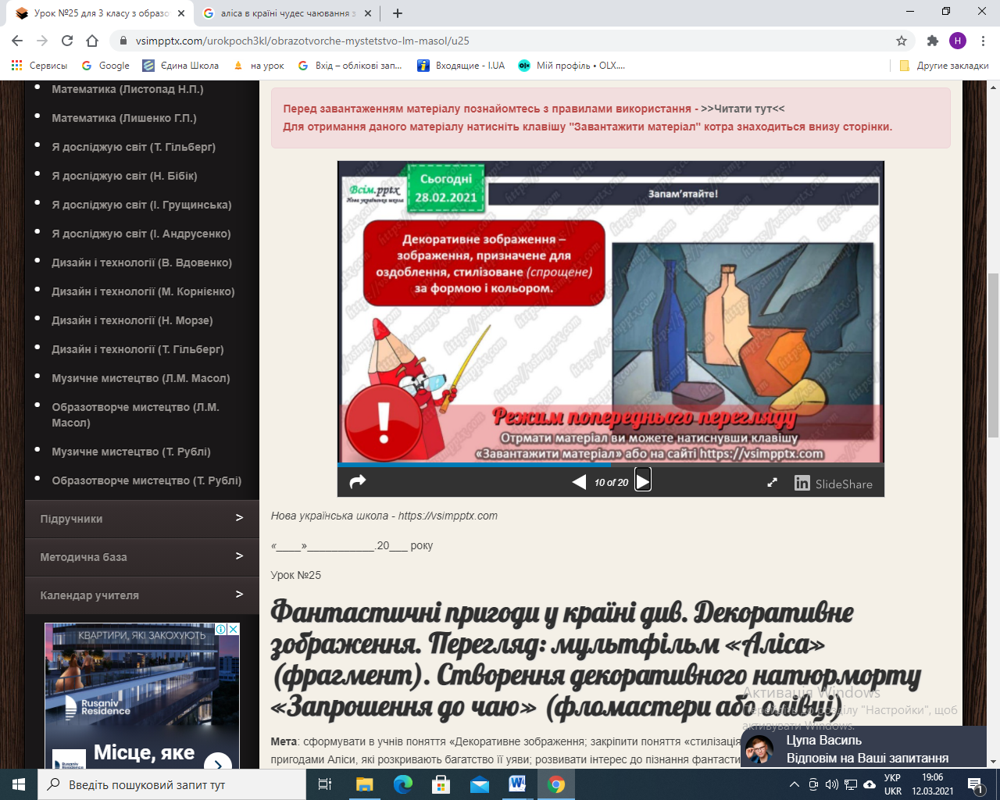 Урок №25 для 3 класу з образо
аліса в країні чудес чаювання з
vsimpptx.com/urokpoch3kl/obrazotvorche-mystetstvo-lm-masol/u25
Н
Сервисы
Google
Єдина Школа
на урок
Вхід – облікові зап...
Входящие - I.UA
Мій профіль • OLX....
Другие закладки
Математика (Листопад Н.П.)
Математика (Лишенко Г.П.)
Я досліджую світ (Т. Гільберг)
Я досліджую світ (Н. Бібік)
Я досліджую світ (І. Грущинська)
Я досліджую світ (І. Андрусенко)
Дизайн і технології (В. Вдовенко)
Дизайн і технології (М. Корнієнко)
Дизайн і технології (Н. Морзе)
Дизайн і технології (Т. Гільберг)
Музичне мистецтво (Л.М. Масол)
Образотворче мистецтво (Л.М.
Масол)
Музичне мистецтво (Т. Рублі)
Образотворче мистецтво (Т. Рублі)
Підручники >
Методична база >
Календар учителя >
КВАРТИРИ, ЯКІ ЗАКОХУЮТЬ
Rusaniv
Residence
Rusaniv
Residence
Місце, яке
Перед завантаженням матеріалу познайомтесь з правилами використання - >>Читати тут<<
Для отримання даного матеріалу натисніть клавішу "Завантажити матеріал" котра знаходиться внизу сторінки.
Всім.pptx
Нова українська школа
Сьогодні
28.02.2021
Запам'ятайте!
Декоративне зображення –
зображення, призначене для
оздоблення, стилізоване (спрощене)
за формою і кольором.
https://vsimpptx.com
!
Режим попереднього перегляду
Отрмати матеріал ви можете натиснувши клавішу
«Завантажити матеріал» або на сайті https://vsimpptx.com
10 of 20
in SlideShare
Нова українська школа - https://vsimpptx.com
«____»___________.20___ року
Урок №25
Фантастичні пригоди у країні див. Декоративне
зображення. Перегляд: мультфільм «Аліса»
(фрагмент). Створення декоративного натюрморту
«Запрошення до чаю» (фломастери або гліву)
Мета: сформувати в учнів поняття «Декоративне зображення; закріпити поняття «стилізація
пригодами Аліси, які розкривають багатство її уяви; розвивати інтерес до пізнання фантасти
Активація Windows
Перейдіть до розділу "Настройки", щоб
активувати Windows.
Цупа Василь
Відповім на Ваші запитання
Введіть пошуковий запит тут
УКР
UKR
19:06
12.03.2021
1